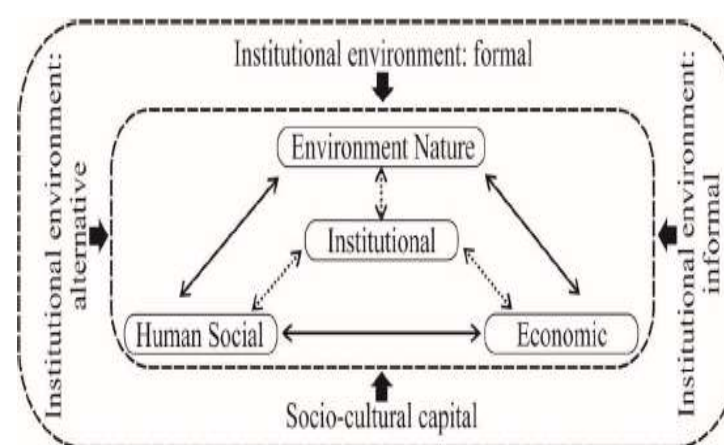 Institutional environment: formal
Institutional environment:
alternative
Environment Nature
Institutional
Human Social
Economic
Institutional environment:
informal
Socio-cultural capital